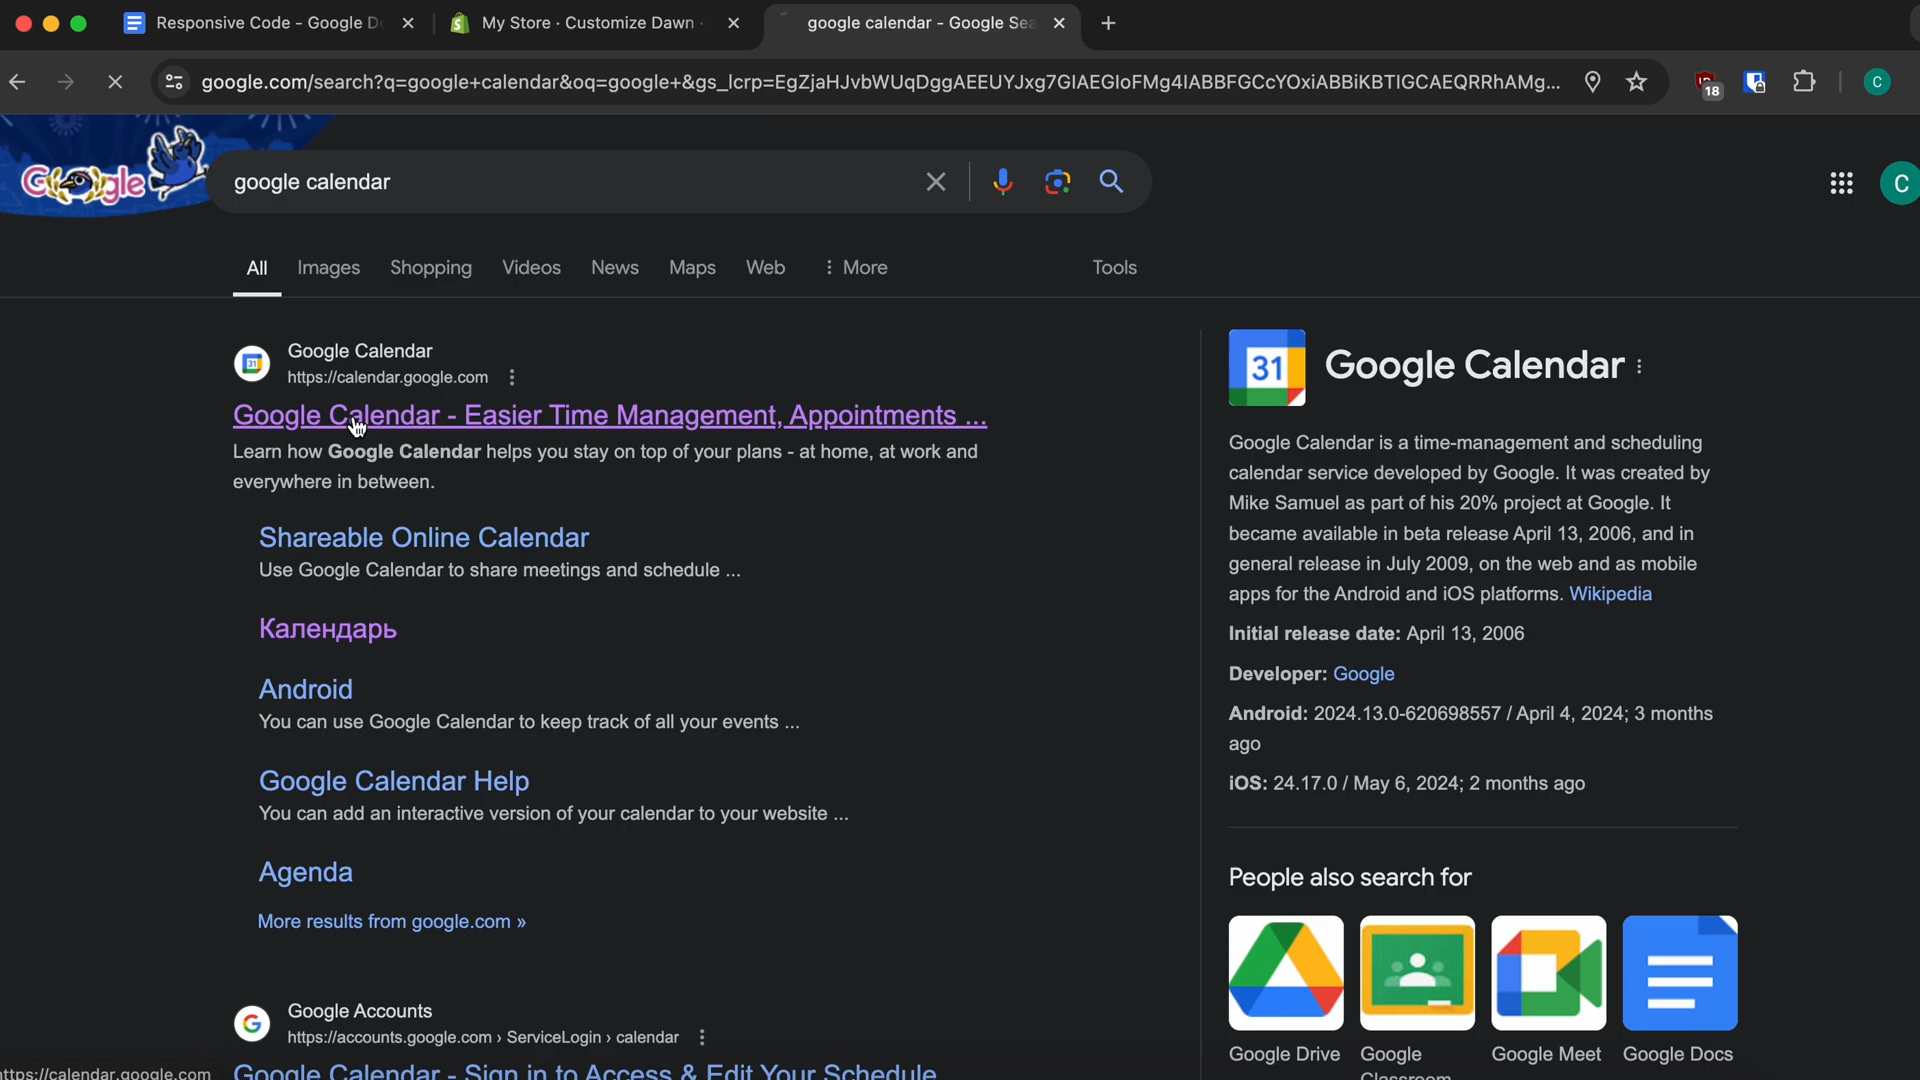 Responsive Code - Google Do
My Store · Customize Dawn ·
google calendar - Google Sea
google.com/search?q=google+calendar&oq=google+&gs_lcrp=EgZjaHJvbWUqDggAEEUYJxg7GIAEGIoFMg4IABBFGCcYOxiABBiKBTIGCAEQRRhAMg...
18
C
Google
google calendar
C
All Images Shopping Videos News Maps Web More Tools
Google Calendar
https://calendar.google.com
Google Calendar - Easier Time Management, Appointments ...
Learn how Google Calendar helps you stay on top of your plans - at home, at work and
everywhere in between.
Shareable Online Calendar
Use Google Calendar to share meetings and schedule ...
Календарь
Android
You can use Google Calendar to keep track of all your events ...
Google Calendar Help
You can add an interactive version of your calendar to your website ...
Agenda
More results from google.com »
Google Accounts
https://accounts.google.com › ServiceLogin › calendar
Google Calendar - Sign in to Access & Edit Your Schedule
https://calendar.google.com
31
Google Calendar
Google Calendar is a time-management and scheduling
calendar service developed by Google. It was created by
Mike Samuel as part of his 20% project at Google. It
became available in beta release April 13, 2006, and in
general release in July 2009, on the web and as mobile
apps for the Android and iOS platforms. Wikipedia
Initial release date: April 13, 2006
Developer: Google
Android: 2024.13.0-620698557 / April 4, 2024; 3 months
ago
iOS: 24.17.0 / May 6, 2024; 2 months ago
People also search for
Google Drive
Google
Classroom
Google Meet
Google Docs